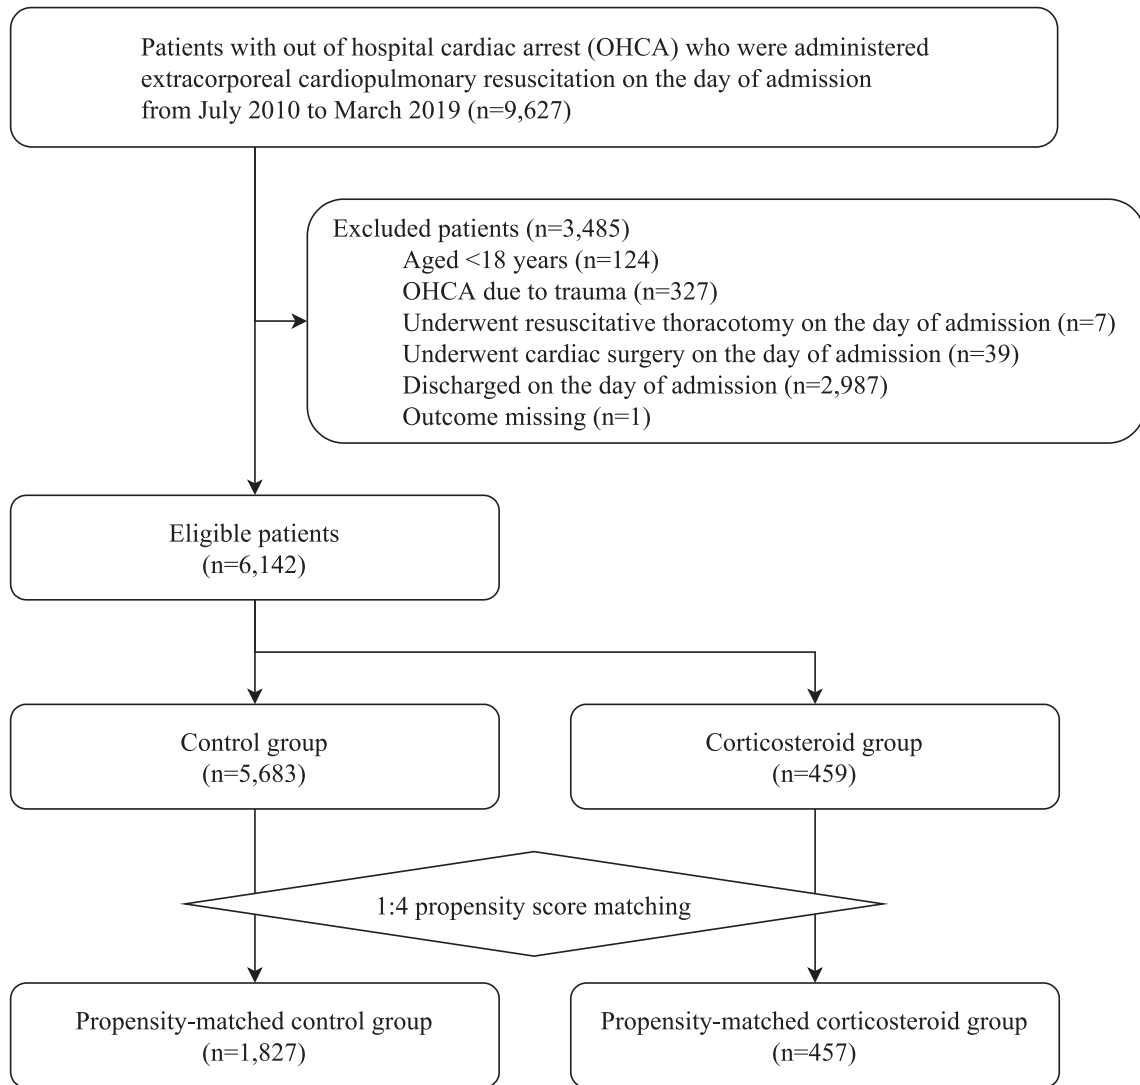 Patients with out of hospital cardiac arrest (OHCA) who were administered
extracorporeal cardiopulmonary resuscitation on the day of admission
from July 2010 to March 2019 (n=9,627)
Excluded patients (n=3,485)
Aged <18 years (n=124)
OHCA due to trauma (n=327)
Underwent resuscitative thoracotomy on the day of admission (n=7)
Underwent cardiac surgery on the day of admission (n=39)
Discharged on the day of admission (n=2,987)
Outcome missing (n=1)
Eligible patients
(n=6,142)
Control group
(n=5,683)
Corticosteroid group
(n=459)
1:4 propensity score matching
Propensity-matched control group
(n=1,827)
Propensity-matched corticosteroid group
(n=457)